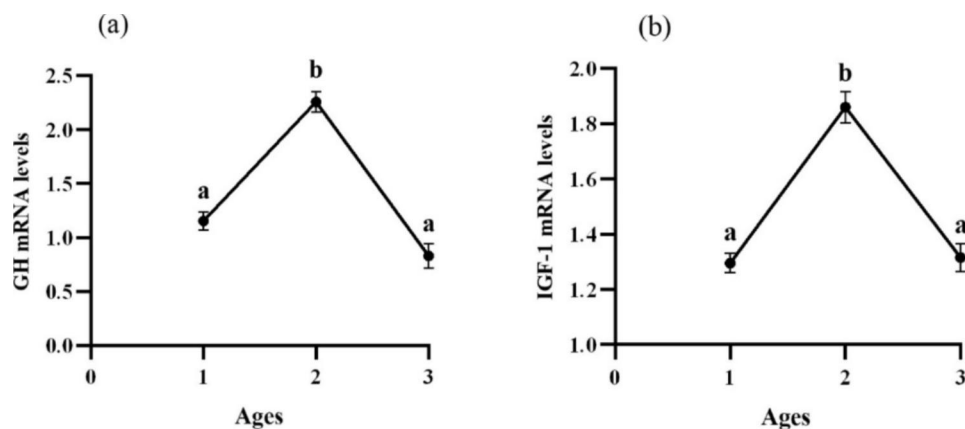 (a)
b
a
a
GH mRNA levels
2.5
2.0
1.5
1.0
0.5
0.0
0 1 2 3
Ages
(b)
b
a
a
IGF-1 mRNA levels
2.0
1.8
1.6
1.4
1.2
1.0
0 1 2 3
Ages